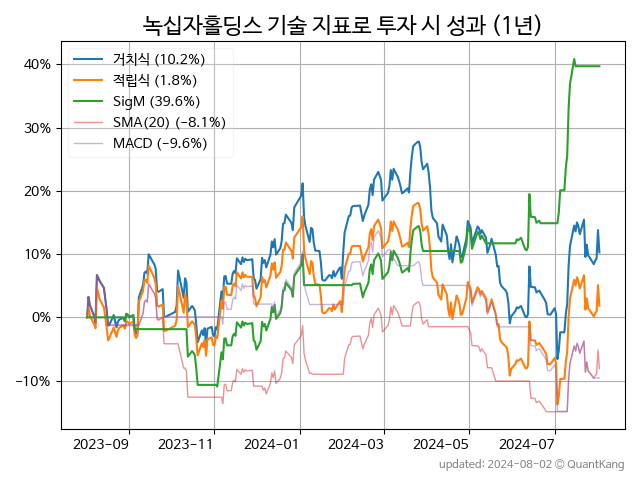 녹십자홀딩스 기술 지표로 투자 시 성과 (1년)
거치식 (10.2%)
적립식 (1.8%)
SigM (39.6%)
SMA(20) (−8.1%)
MACD (−9.6%)
40%
30%
20%
10%
0%
−10%
2023-09
2023-11
2024-01
2024-03
2024-05
2024-07
updated: 2024-08-02 © QuantKang